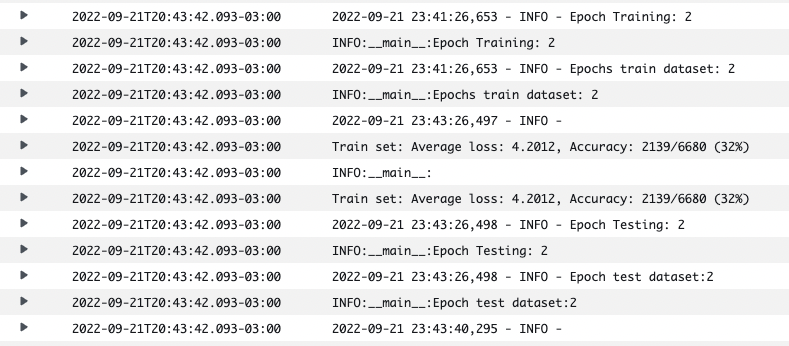 2022-09-21T20:43:42.093-03:00 2022-09-21 23:41:26,653 - INFO - Epoch Training: 2
2022-09-21T20:43:42.093-03:00 INFO:__main__:Epoch Training: 2
2022-09-21T20:43:42.093-03:00 2022-09-21 23:41:26,653 - INFO - Epochs train dataset: 2
2022-09-21T20:43:42.093-03:00 INFO:__main__:Epochs train dataset: 2
2022-09-21T20:43:42.093-03:00 2022-09-21 23:43:26,497 - INFO -
2022-09-21T20:43:42.093-03:00 Train set: Average loss: 4.2012, Accuracy: 2139/6680 (32%)
2022-09-21T20:43:42.093-03:00 INFO:__main__:
2022-09-21T20:43:42.093-03:00 Train set: Average loss: 4.2012, Accuracy: 2139/6680 (32%)
2022-09-21T20:43:42.093-03:00 2022-09-21 23:43:26,498 - INFO - Epoch Testing: 2
2022-09-21T20:43:42.093-03:00 INFO:__main__:Epoch Testing: 2
2022-09-21T20:43:42.093-03:00 2022-09-21 23:43:26,498 - INFO - Epoch test dataset:2
2022-09-21T20:43:42.093-03:00 INFO:__main__:Epoch test dataset:2
2022-09-21T20:43:42.093-03:00 2022-09-21 23:43:40,295 - INFO -